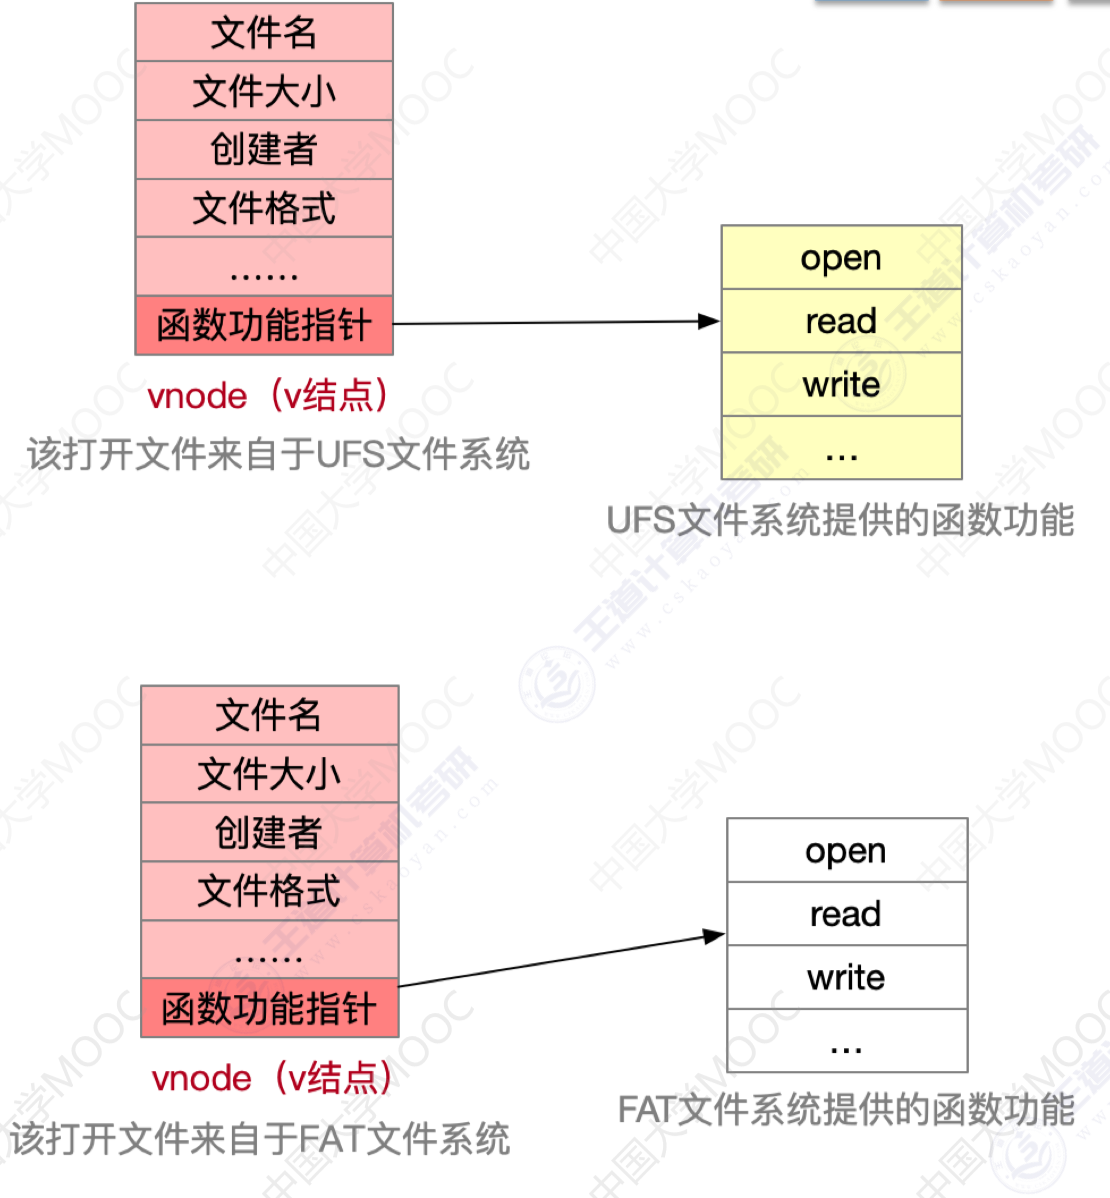 文件名
文件大小
创建者
文件格式
......
函数功能指针
vnode（v结点）
该打开文件来自于UFS文件系统
open
read
write
...
UFS文件系统提供的函数功能
文件名
文件大小
创建者
文件格式
......
函数功能指针
vnode（v结点）
该打开文件来自于FAT文件系统
open
read
write
...
FAT文件系统提供的函数功能
中国大学MOOC
王道计算机考研
www.cskaoyan.com